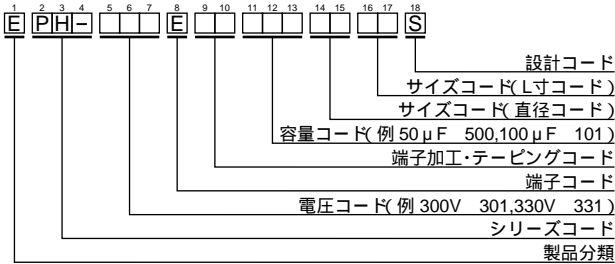 1 2 3 4 5 6 7 8 9 10 11 12 13 14 15 16 17 18
E P H - E S
設計コード
サイズコード( L寸コード )
サイズコード( 直径コード )
容量コード( 例 50μF 500,100μF 101 )
端子加工・テーピングコード
端子コード
電圧コード( 例 300V 301,330V 331 )
シリーズコード
製品分類